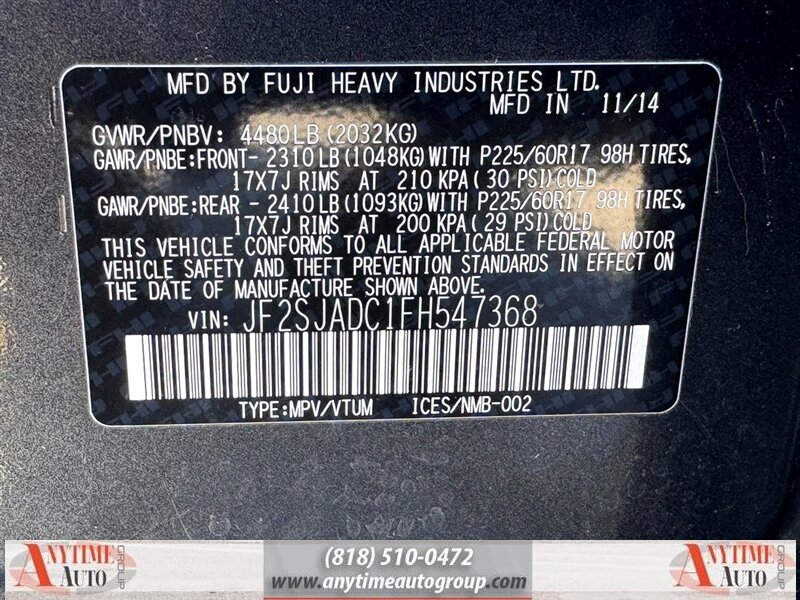 MFD BY FUJI HEAVY INDUSTRIES LTD.
MFD IN 11/14
GVWR/PNBV: 4480LB(2032KG)
GAWR/PNBE:FRONT- 2310LB(1048KG)WITH P225/60R17 98H TIRES,
17X7J RIMS AT 210 KPA( 30 PSI)COLD
GAWR/PNBE:REAR - 2410LB(1093KG)WITH P225/60R17 98H TIRES,
17X7J RIMS AT 200 KPA( 29 PSI)COLD
THIS VEHICLE CONFORMS TO ALL APPLICABLE FEDERAL MOTOR
VEHICLE SAFETY AND THEFT PREVENTION STANDARDS IN EFFECT ON
THE DATE OF MANUFACTURE SHOWN ABOVE.
VIN: JF2SJADC1FH547368
TYPE:MPV/VTUM ICES/NMB-002
ANYTIME AUTO GROUP
(818) 510-0472
www.anytimeautogroup.com
ANYTIME AUTO GROUP